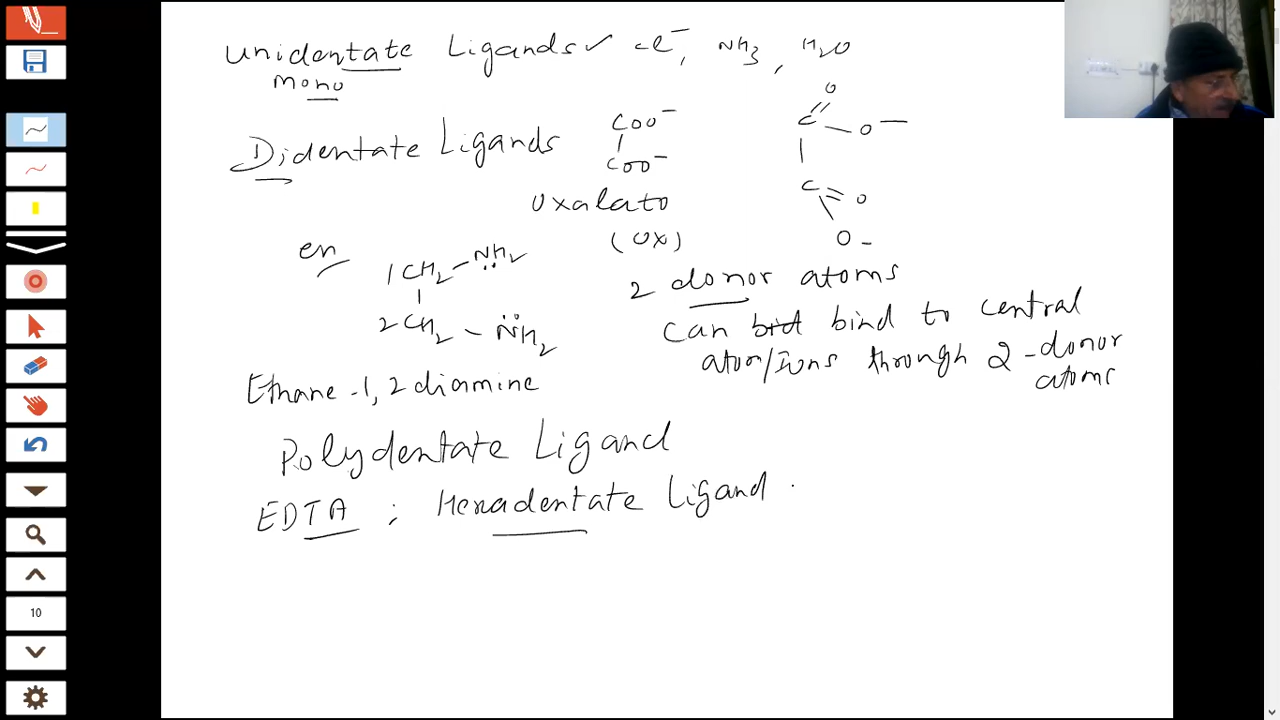 Unidentate Ligands ✓ Cl⁻, NH3, H2O
Mono
Didentate Ligands
COO⁻
COO⁻
Oxalato
(OX)
O
C - O -
C = O
O -
en
1 CH2 - NH2
2 CH2 - NH2
Ethane -1, 2 diamine
2 donor atoms
can bid bind to central
atom/Ions through 2 - donor
atoms
Polydentate Ligand
EDTA ; Hexadentate Ligand .
10